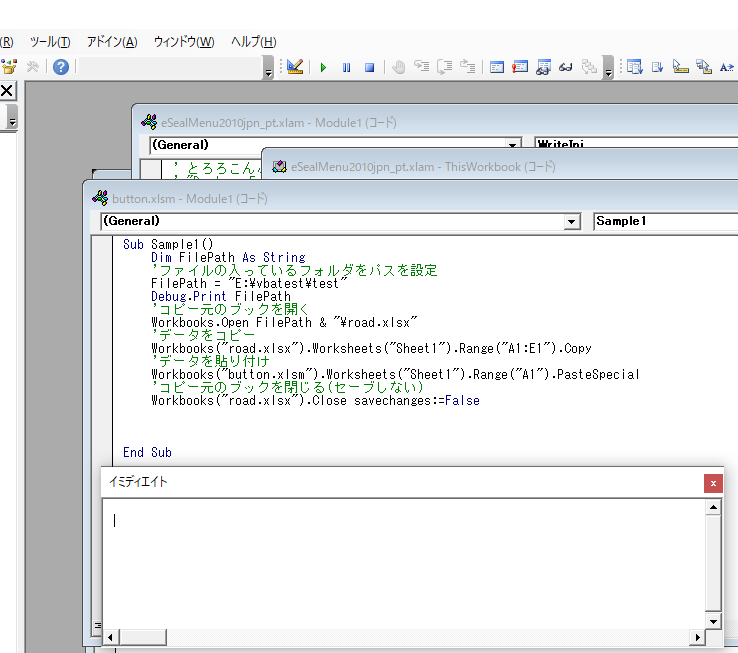 (R) ツール(T) アドイン(A) ウィンドウ(W) ヘルプ(H)
eSealMenu2010jpn_pt.xlam - Module1 (コード)
(General) WriteIni
' とろろこん
eSealMenu2010jpn_pt.xlam - ThisWorkbook (コード)
button.xlsm - Module1 (コード)
(General) Sample1
Sub Sample1()
Dim FilePath As String
'ファイルの入っているフォルダをパスを設定
FilePath = "E:¥vbatest¥test"
Debug.Print FilePath
'コピー元のブックを開く
Workbooks.Open FilePath & "¥road.xlsx"
'データをコピー
Workbooks("road.xlsx").Worksheets("Sheet1").Range("A1:E1").Copy
'データを貼り付け
Workbooks("button.xlsm").Worksheets("Sheet1").Range("A1").PasteSpecial
'コピー元のブックを閉じる(セーブしない)
Workbooks("road.xlsx").Close savechanges:=False
End Sub
イミディエイト